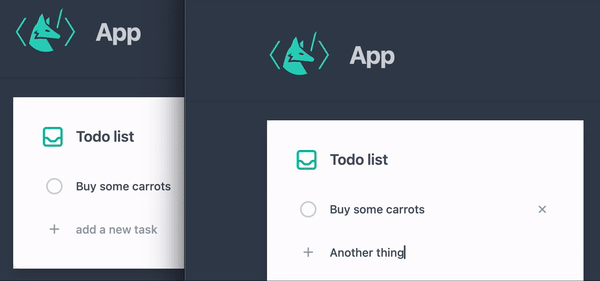 App
Todo list
Buy some carrots
add a new task
App
Todo list
Buy some carrots
Another thing